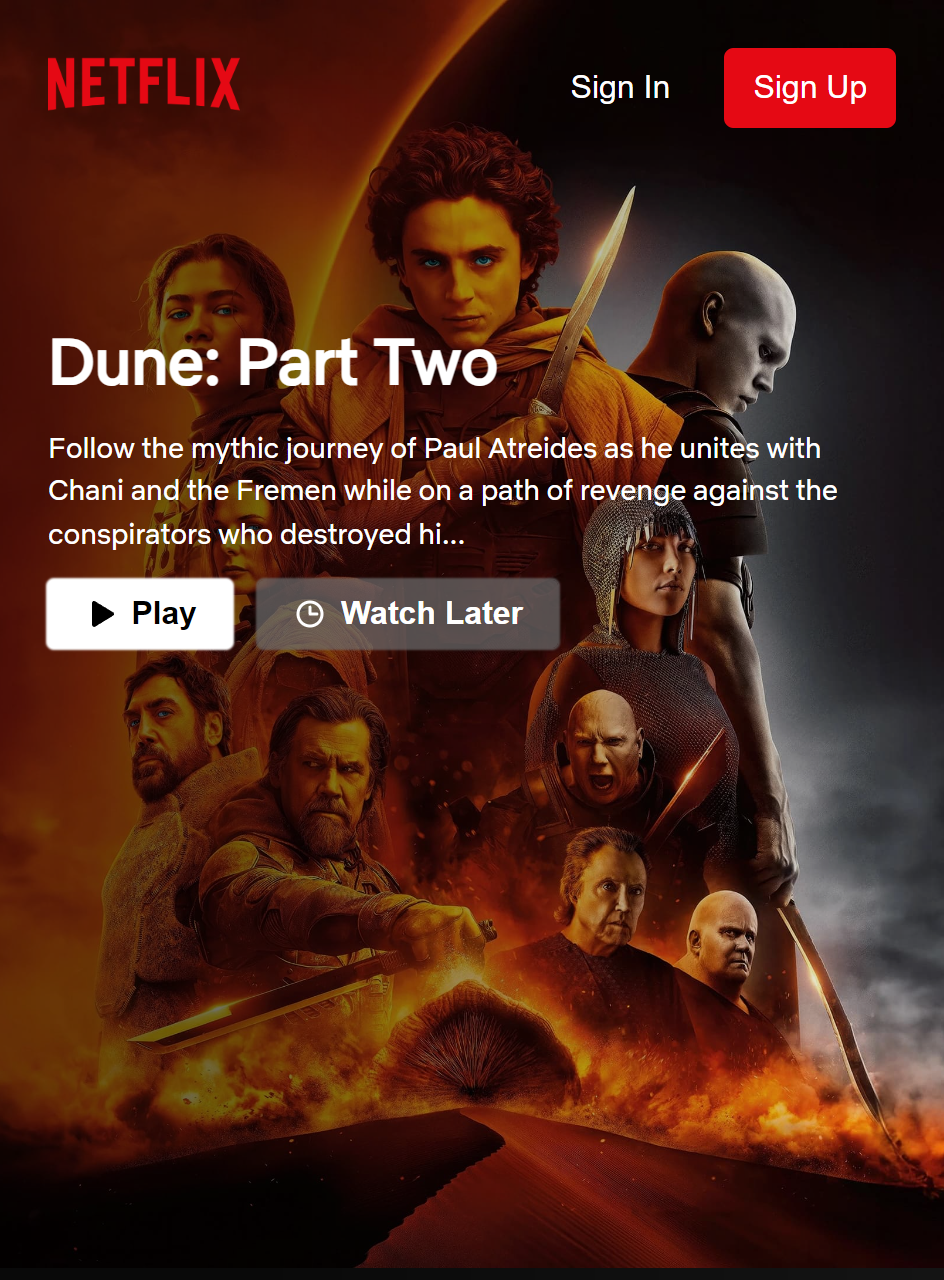 NETFLIX
Sign In
Sign Up
Dune: Part Two
Follow the mythic journey of Paul Atreides as he unites with
Chani and the Fremen while on a path of revenge against the
conspirators who destroyed hi...
Play
Watch Later